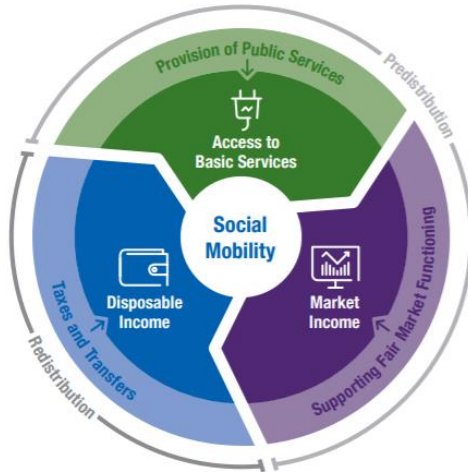 Provision of Public Services
Predistribution
Access to
Basic Services
Social
Mobility
Disposable
Income
Market
Income
Taxes and Transfers
Supporting Fair Market Functioning
Redistribution